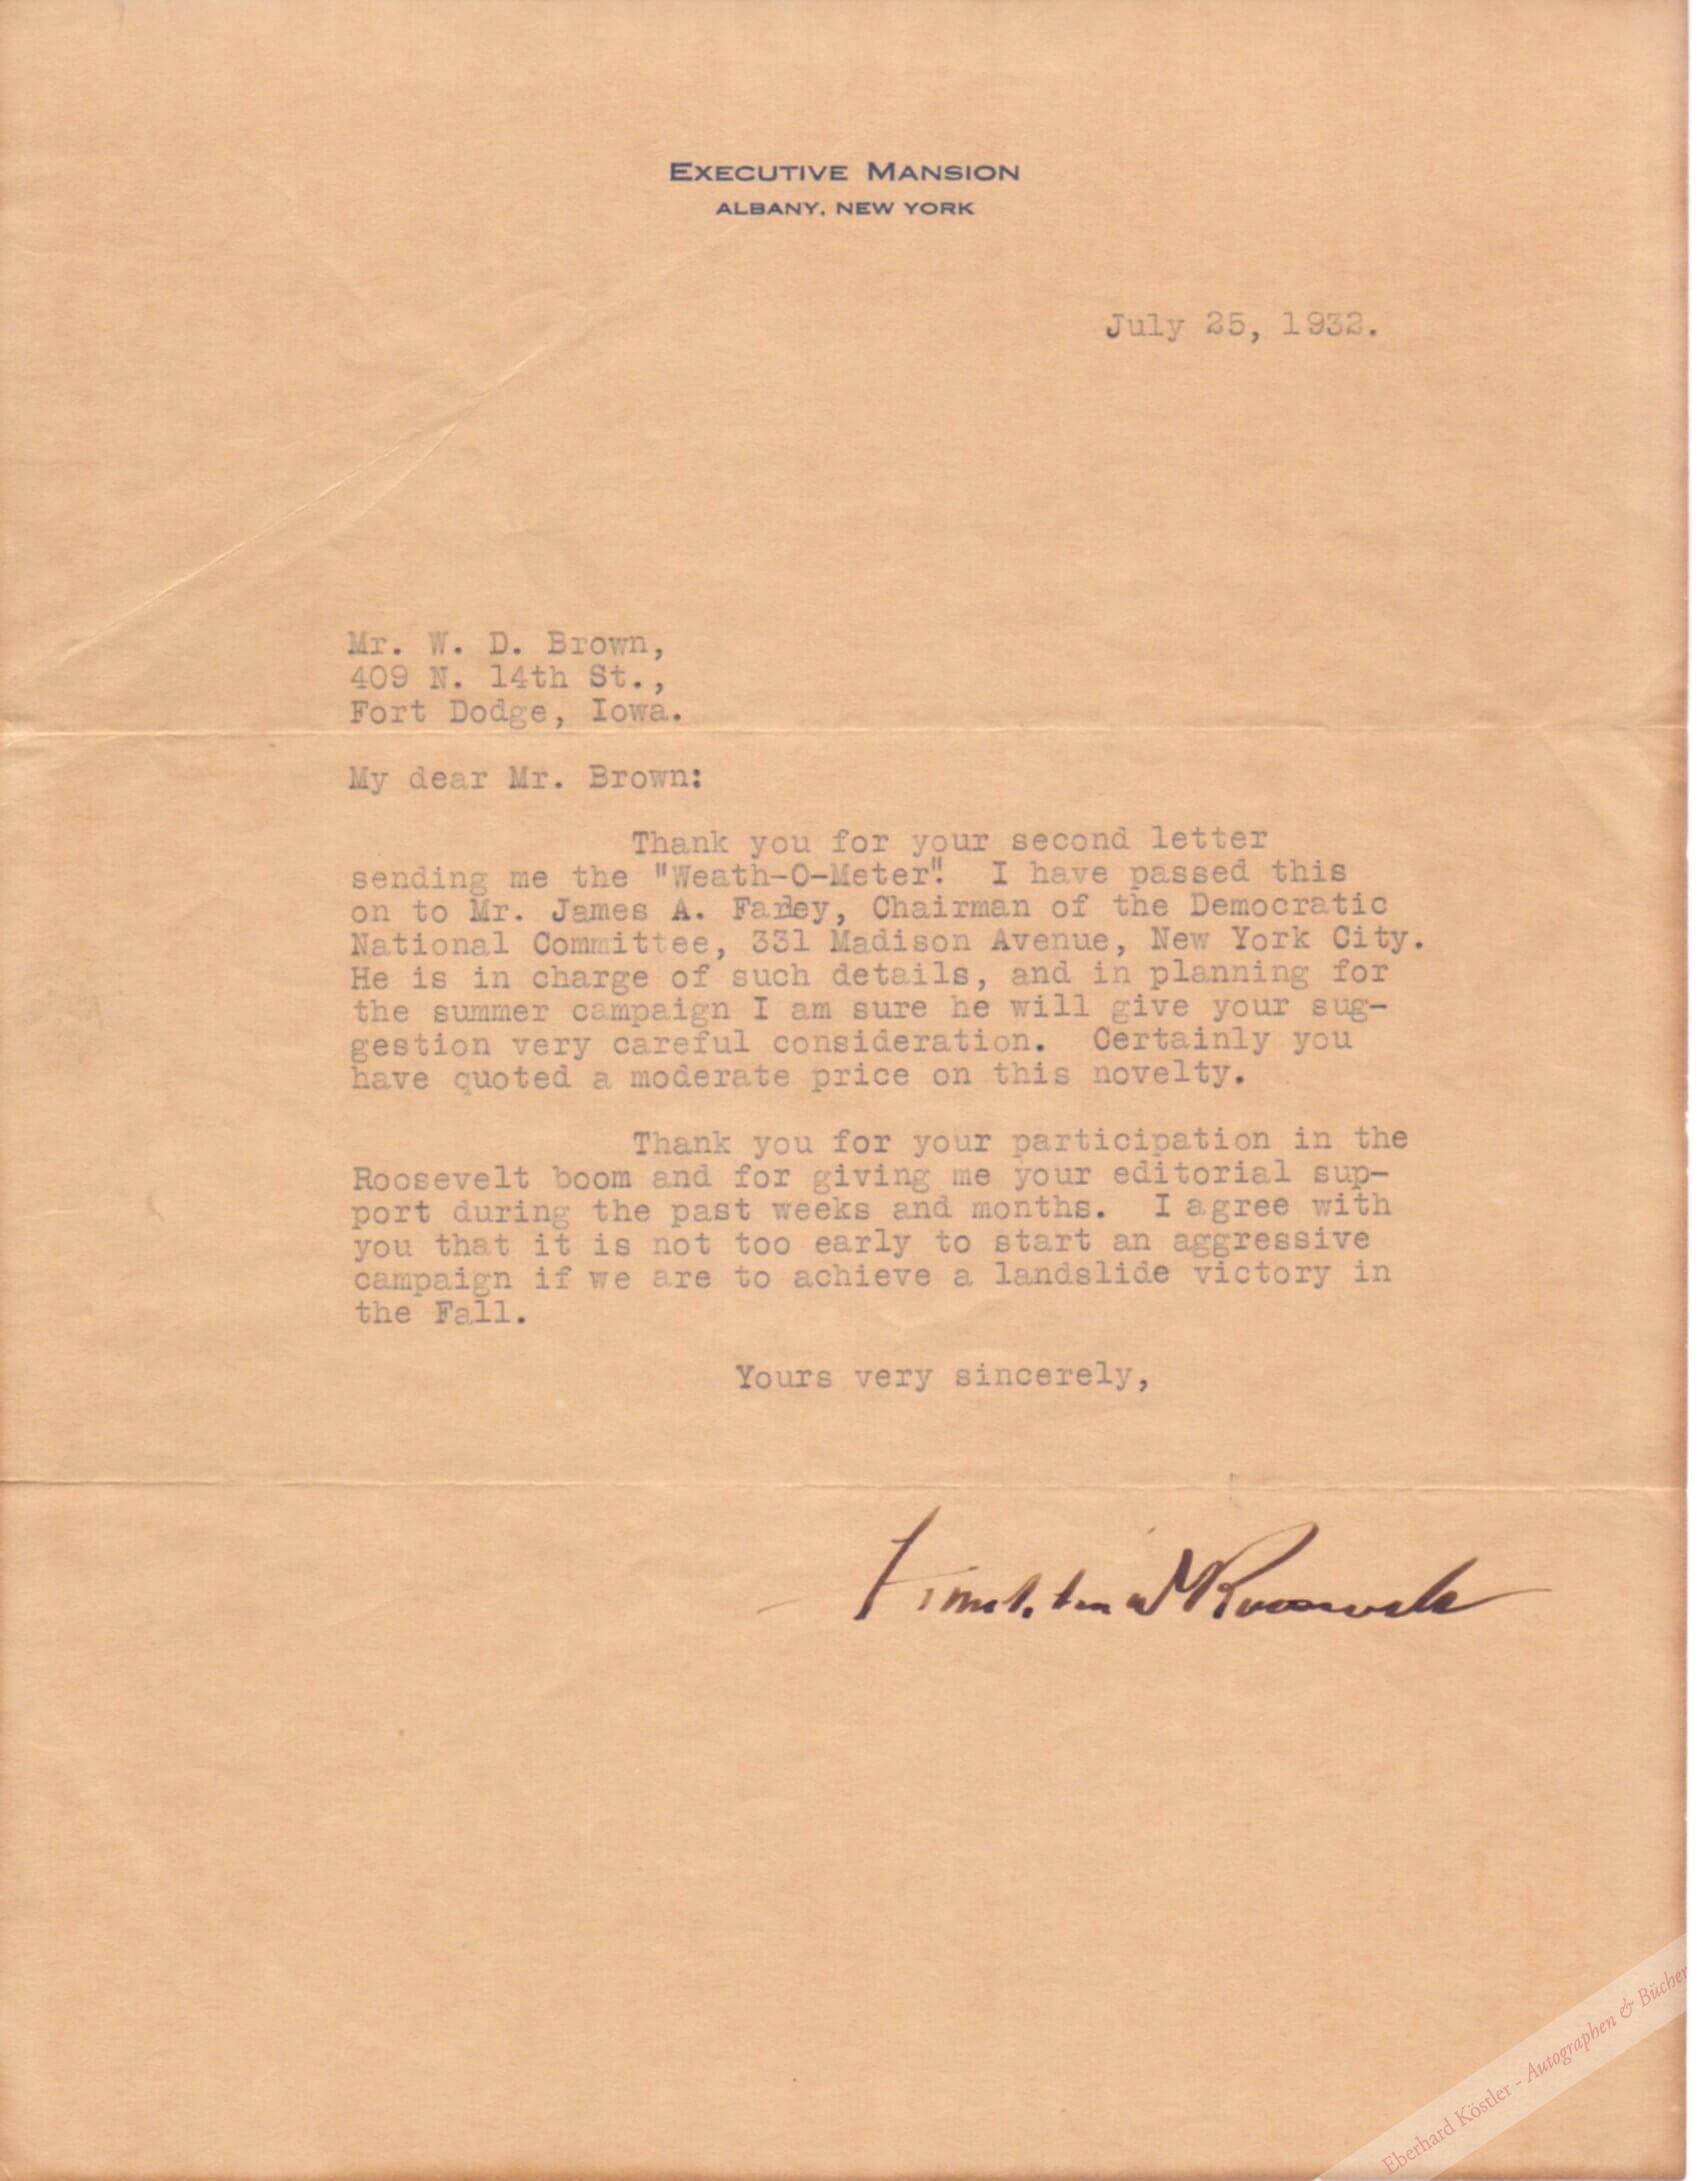 EXECUTIVE MANSION
ALBANY, NEW YORK
July 25, 1932.
Mr. W. D. Brown,
409 N. 14th St.,
Fort Dodge, Iowa.
My dear Mr. Brown:
Thank you for your second letter
sending me the "Weath-O-Meter". I have passed this
on to Mr. James A. Farley, Chairman of the Democratic
National Committee, 331 Madison Avenue, New York City.
He is in charge of such details, and in planning for
the summer campaign I am sure he will give your sug-
gestion very careful consideration. Certainly you
have quoted a moderate price on this novelty.
Thank you for your participation in the
Roosevelt boom and for giving me your editorial sup-
port during the past weeks and months. I agree with
you that it is not too early to start an aggressive
campaign if we are to achieve a landslide victory in
the Fall.
Yours very sincerely,
Franklin D Roosevelt
Eberhard Köstler - Autographen & Bücher